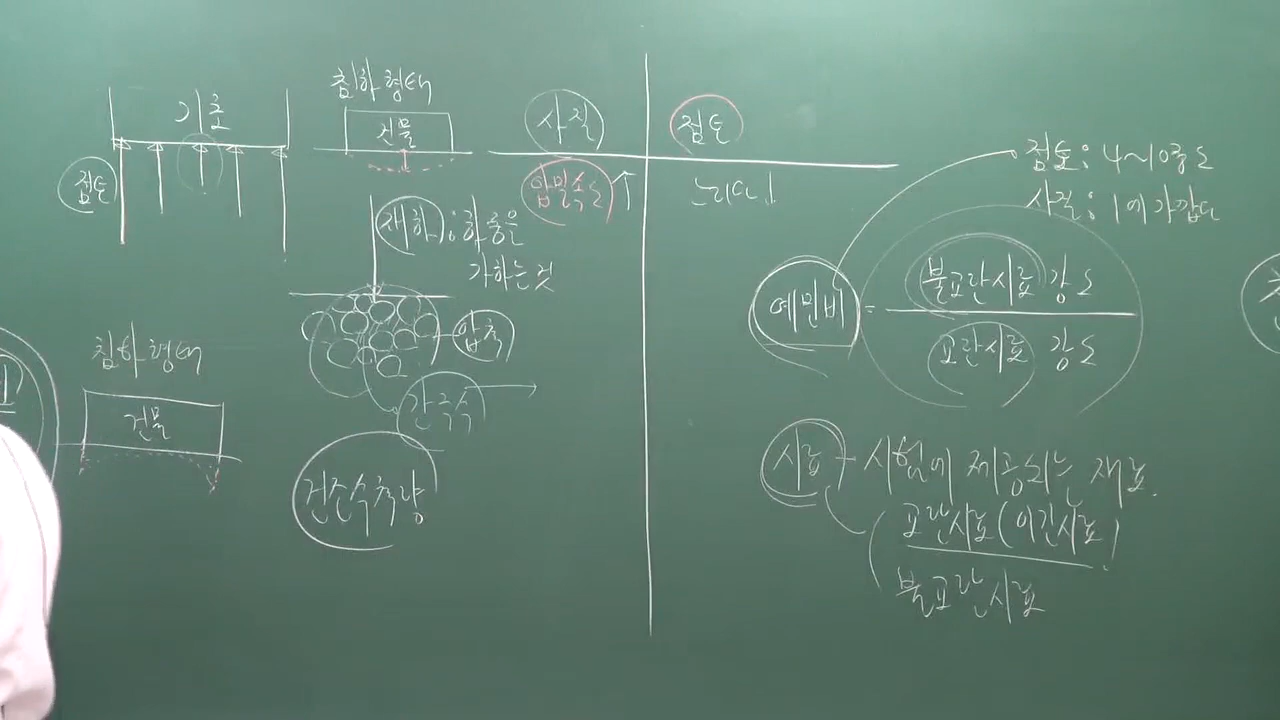 기초
점토
침하형태
건물
사질
점토
압밀속도 ↑
느리다!
재하 : 하중은
가하는 것
압축
간극수
침하형태
건물
건조수축량
점토 : 4~10정도
사질 : 1에 가깝다
예민비 = 불교란시료 강도
교란시료 강도
시료 - 시험에 제공되는 재료.
교란시료(이긴시료)
불교란시료